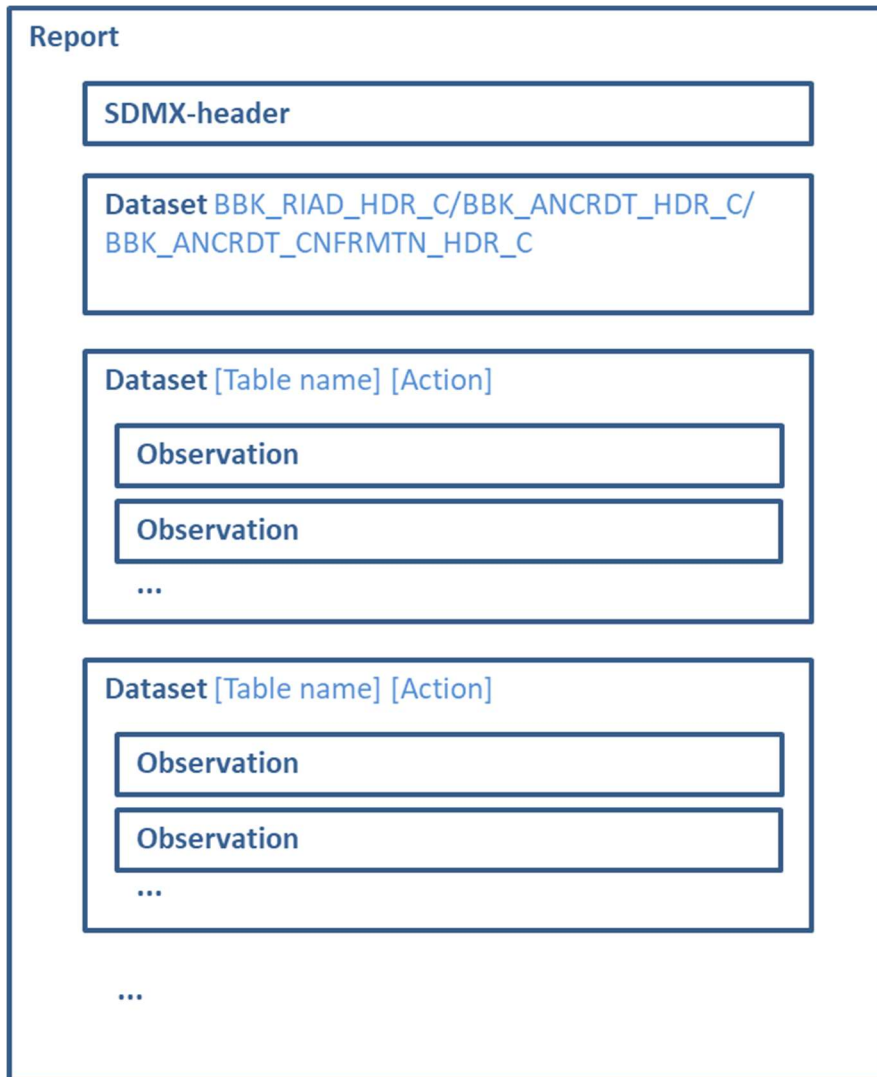 Report
SDMX-header
Dataset BBK_RIAD_HDR_C/BBK_ANCRDT_HDR_C/
BBK_ANCRDT_CNFRMTN_HDR_C
Dataset [Table name] [Action]
Observation
Observation
...
Dataset [Table name] [Action]
Observation
Observation
...
...